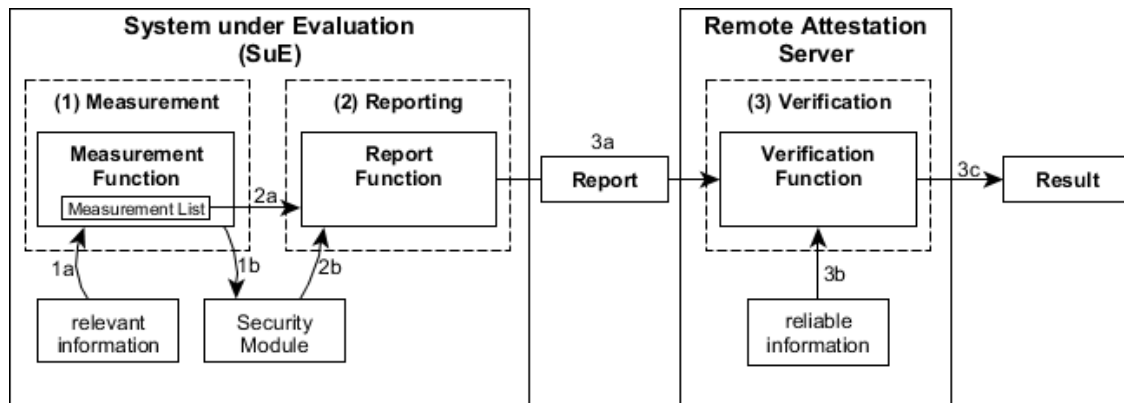 System under Evaluation
(SuE)
Remote Attestation
Server
(1) Measurement
(2) Reporting
(3) Verification
Measurement
Function
Measurement List
1a
1b
2a
Report
Function
2b
3a
Report
Verification
Function
3b
3c
Result
relevant
information
Security
Module
reliable
information